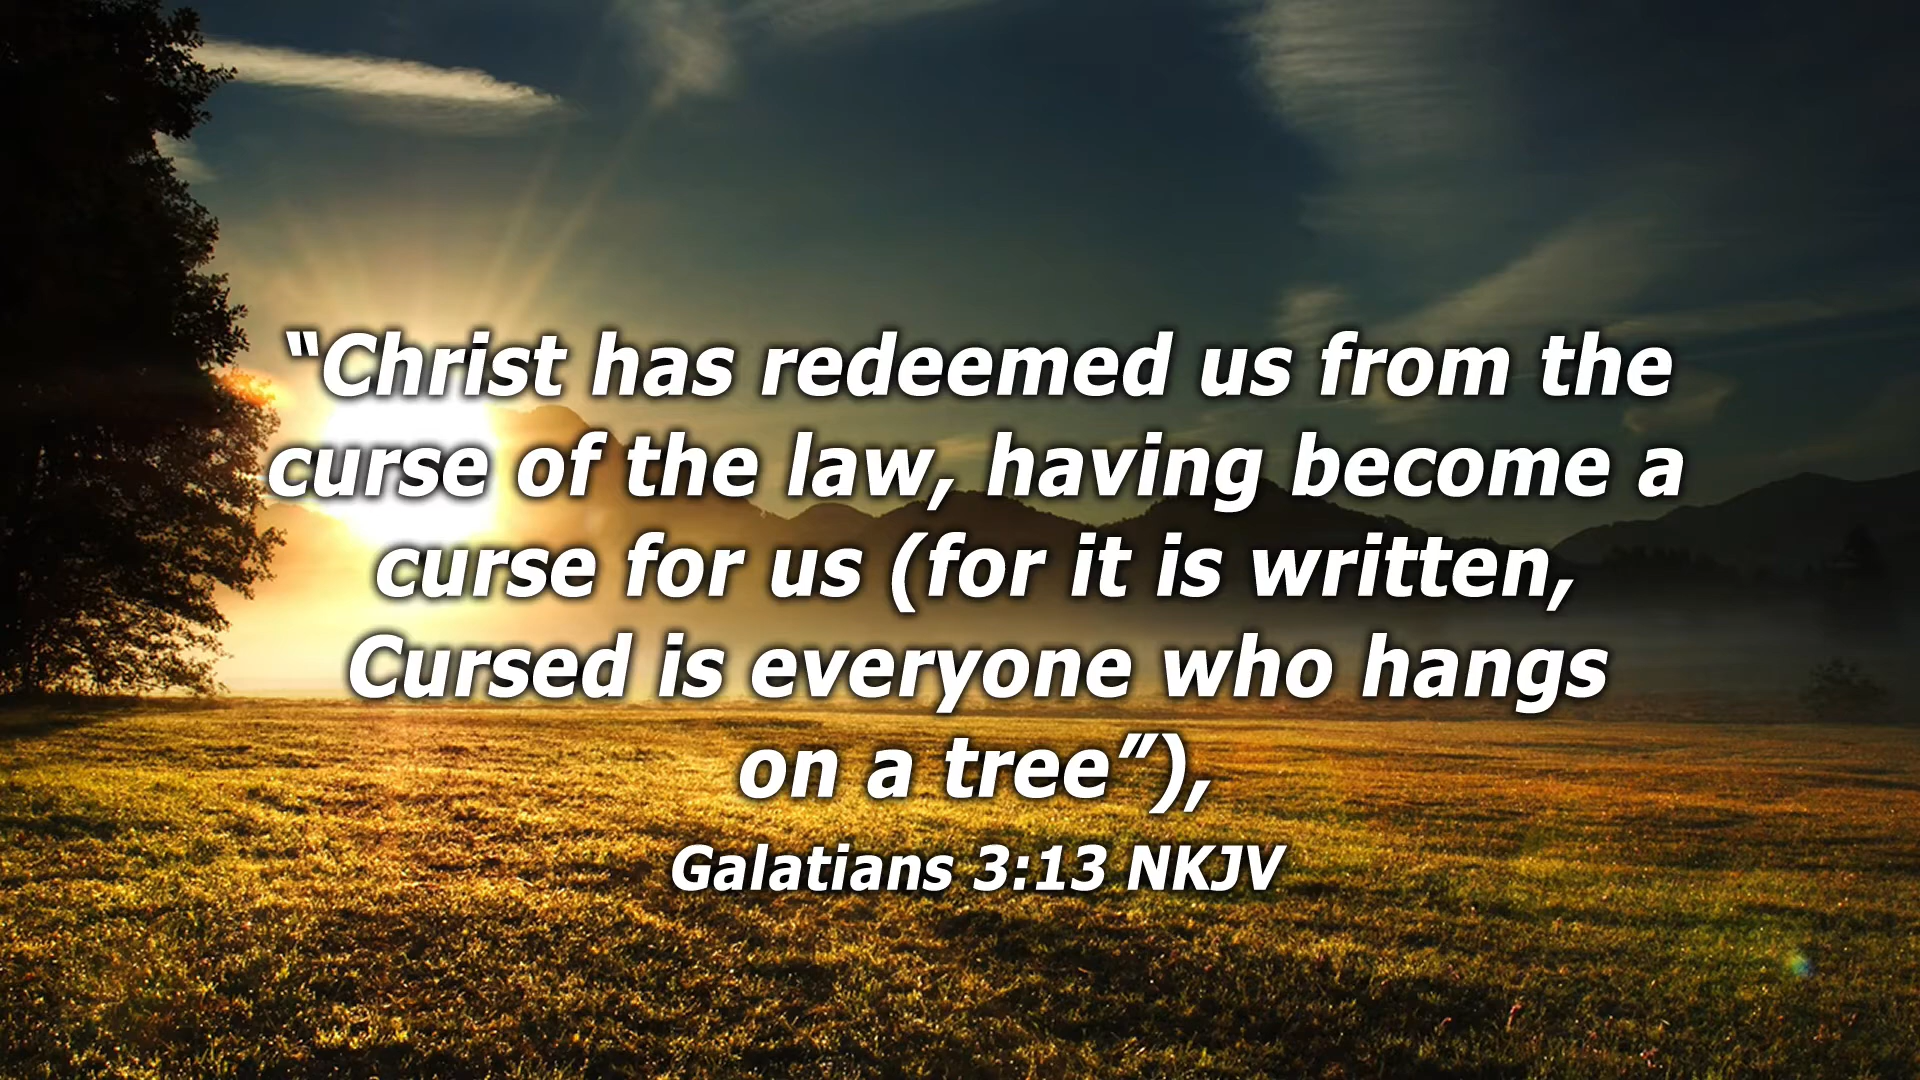 “Christ has redeemed us from the
curse of the law, having become a
curse for us (for it is written,
Cursed is everyone who hangs
on a tree”),
Galatians 3:13 NKJV